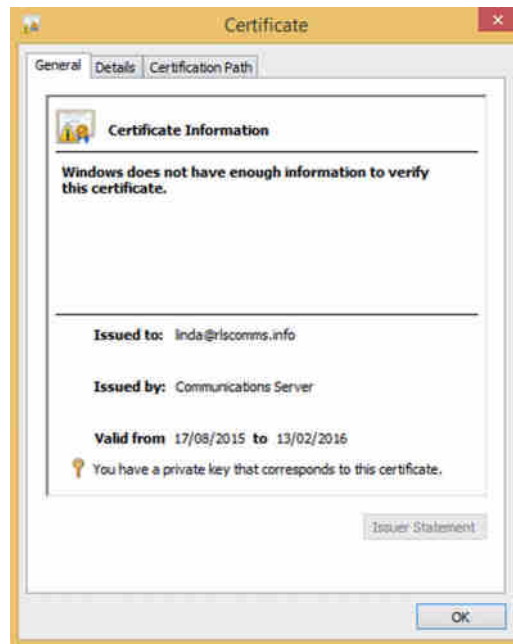 Certificate
General Details Certification Path
Certificate Information
Windows does not have enough information to verify
this certificate.
Issued to: linda@rlscomms.info
Issued by: Communications Server
Valid from 17/08/2015 to 13/02/2016
You have a private key that corresponds to this certificate.
Issuer Statement
OK